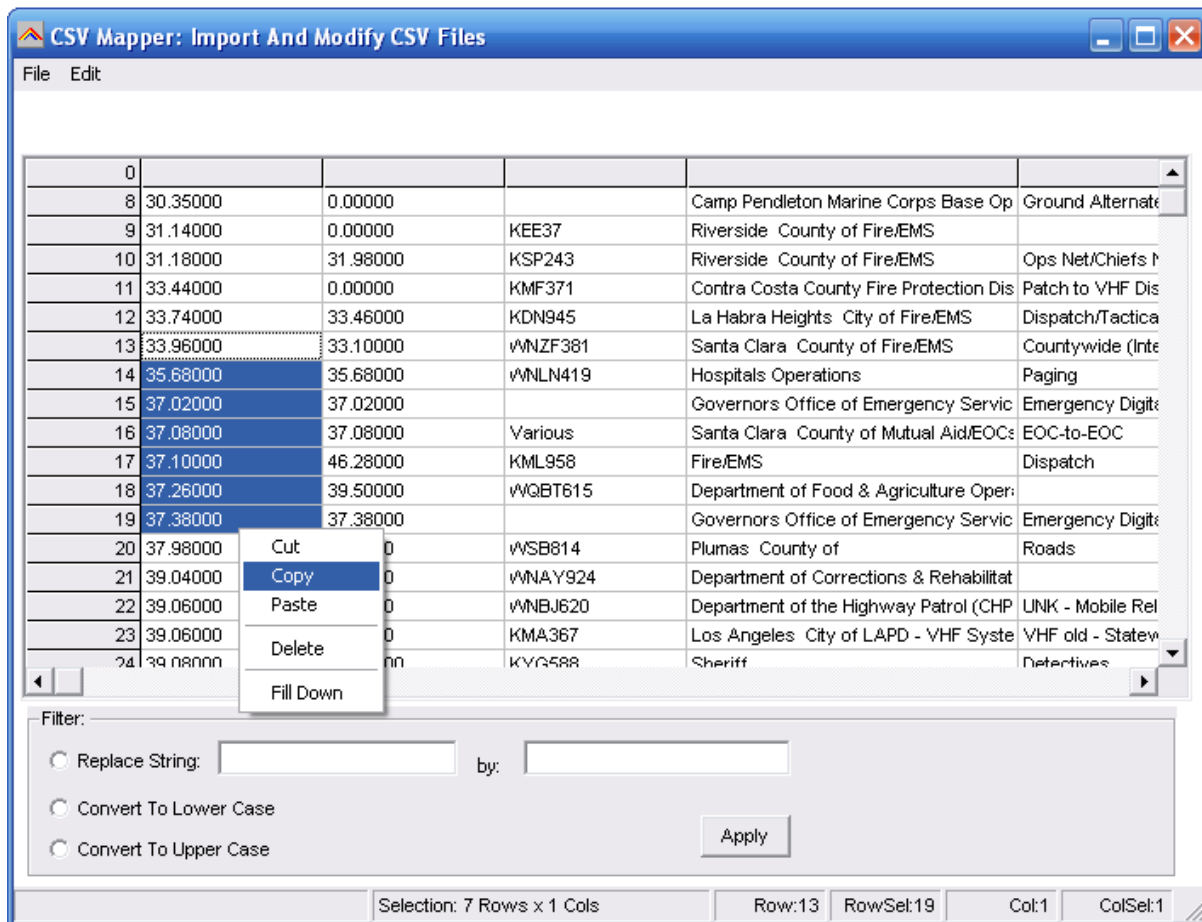 CSV Mapper: Import And Modify CSV Files
File Edit
0
8 30.35000 0.00000 Camp Pendleton Marine Corps Base Op Ground Alternate
9 31.14000 0.00000 KEE37 Riverside County of Fire/EMS
10 31.18000 31.98000 KSP243 Riverside County of Fire/EMS Ops Net/Chiefs
11 33.44000 0.00000 KMF371 Contra Costa County Fire Protection Dis Patch to VHF Dis
12 33.74000 33.46000 KDN945 La Habra Heights City of Fire/EMS Dispatch/Tactica
13 33.96000 33.10000 WNZF381 Santa Clara County of Fire/EMS Countywide (Inte
14 35.68000 35.68000 WNLN419 Hospitals Operations Paging
15 37.02000 37.02000 Governors Office of Emergency Servic Emergency Digita
16 37.08000 37.08000 Various Santa Clara County of Mutual Aid/EOCs EOC-to-EOC
17 37.10000 46.28000 KML958 Fire/EMS Dispatch
18 37.26000 39.50000 WQBT615 Department of Food & Agriculture Oper
19 37.38000 37.38000 Governors Office of Emergency Servic Emergency Digita
20 37.98000 Cut 0 WSB814 Plumas County of Roads
21 39.04000 Copy 0 WNAY924 Department of Corrections & Rehabilitat
22 39.06000 Paste 0 WNBJ620 Department of the Highway Patrol (CHP UNK - Mobile Rel
23 39.06000 Delete 0 KMA367 Los Angeles City of LAPD - VHF Syste VHF old - Statew
24 39.08000 00 KYG588 Sheriff Detectives
Fill Down
Filter:
Replace String: by:
Convert To Lower Case
Apply
Convert To Upper Case
Selection: 7 Rows x 1 Cols Row:13 RowSel:19 Col:1 ColSel:1